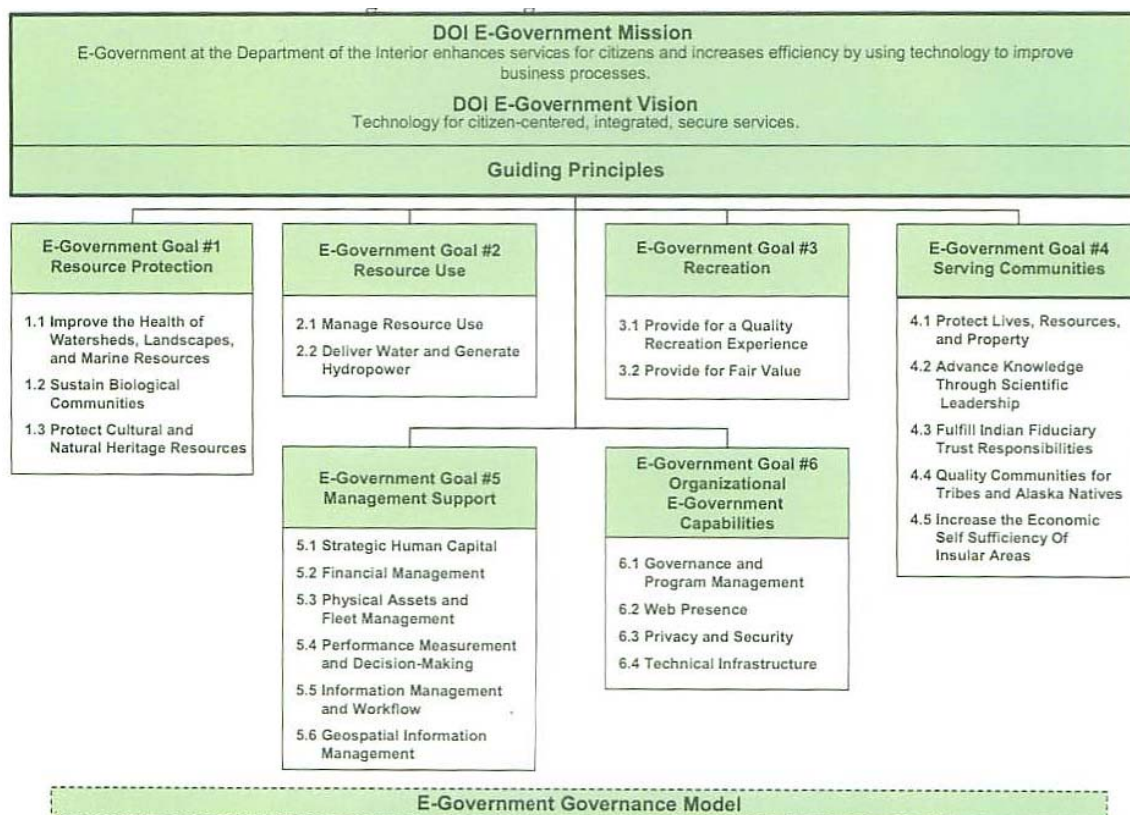 DOI E-Government Mission
E-Government at the Department of the Interior enhances services for citizens and increases efficiency by using technology to improve
business processes.
DOI E-Government Vision
Technology for citizen-centered, integrated, secure services.
Guiding Principles
E-Government Goal #1
Resource Protection
1.1 Improve the Health of
Watersheds, Landscapes,
and Marine Resources
1.2 Sustain Biological
Communities
1.3 Protect Cultural and
Natural Heritage Resources
E-Government Goal #2
Resource Use
2.1 Manage Resource Use
2.2 Deliver Water and Generate
Hydropower
E-Government Goal #3
Recreation
3.1 Provide for a Quality
Recreation Experience
3.2 Provide for Fair Value
E-Government Goal #4
Serving Communities
4.1 Protect Lives, Resources,
and Property
4.2 Advance Knowledge
Through Scientific
Leadership
4.3 Fulfill Indian Fiduciary
Trust Responsibilities
4.4 Quality Communities for
Tribes and Alaska Natives
4.5 Increase the Economic
Self Sufficiency Of
Insular Areas
E-Government Goal #5
Management Support
5.1 Strategic Human Capital
5.2 Financial Management
5.3 Physical Assets and
Fleet Management
5.4 Performance Measurement
and Decision-Making
5.5 Information Management
and Workflow
5.6 Geospatial Information
Management
E-Government Goal #6
Organizational
E-Government
Capabilities
6.1 Governance and
Program Management
6.2 Web Presence
6.3 Privacy and Security
6.4 Technical Infrastructure
E-Government Governance Model